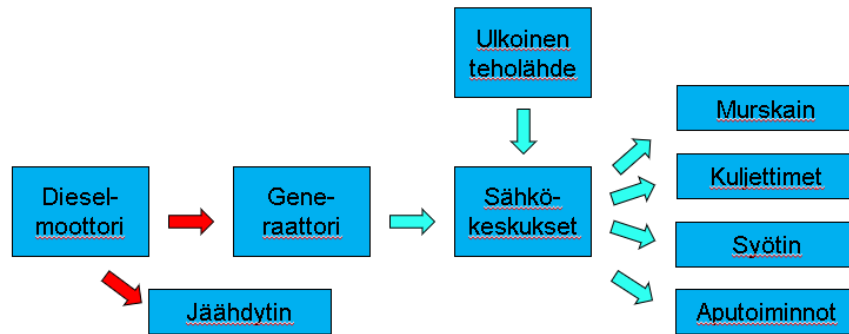 Ulkoinen
teholähde
Murskain
Kuljettimet
Diesel-
moottori
Gene-
raattori
Sähkö-
keskukset
Syötin
Jäähdytin
Aputoiminnot